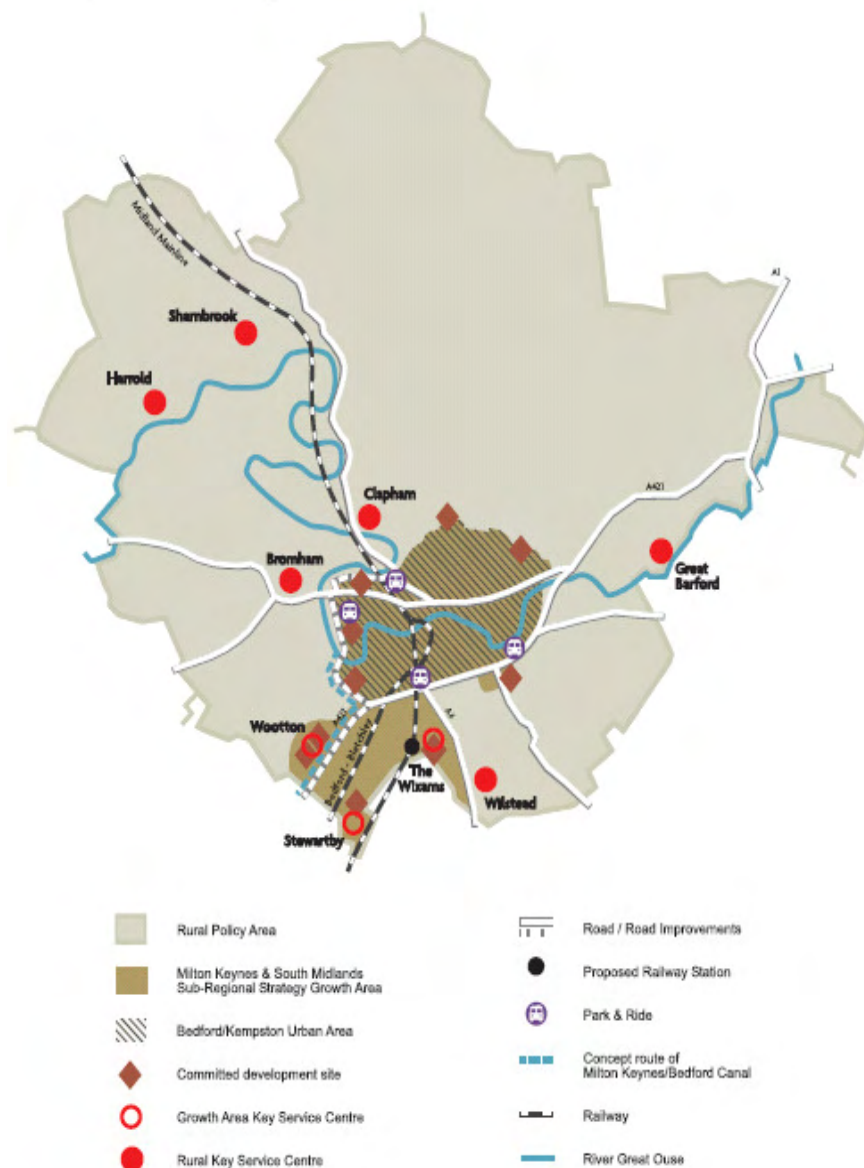 Midland Mainline
Sharnbrook
Harrold
A1
A421
Clapham
Bromham
Great
Barford
Wootton
A421
Bedford - Bletchley
A6
The
Wixams
Wilstead
Stewartby
Rural Policy Area
Milton Keynes & South Midlands
Sub-Regional Strategy Growth Area
Bedford/Kempston Urban Area
Committed development site
Growth Area Key Service Centre
Rural Key Service Centre
Road / Road Improvements
Proposed Railway Station
Park & Ride
Concept route of
Milton Keynes/Bedford Canal
Railway
River Great Ouse